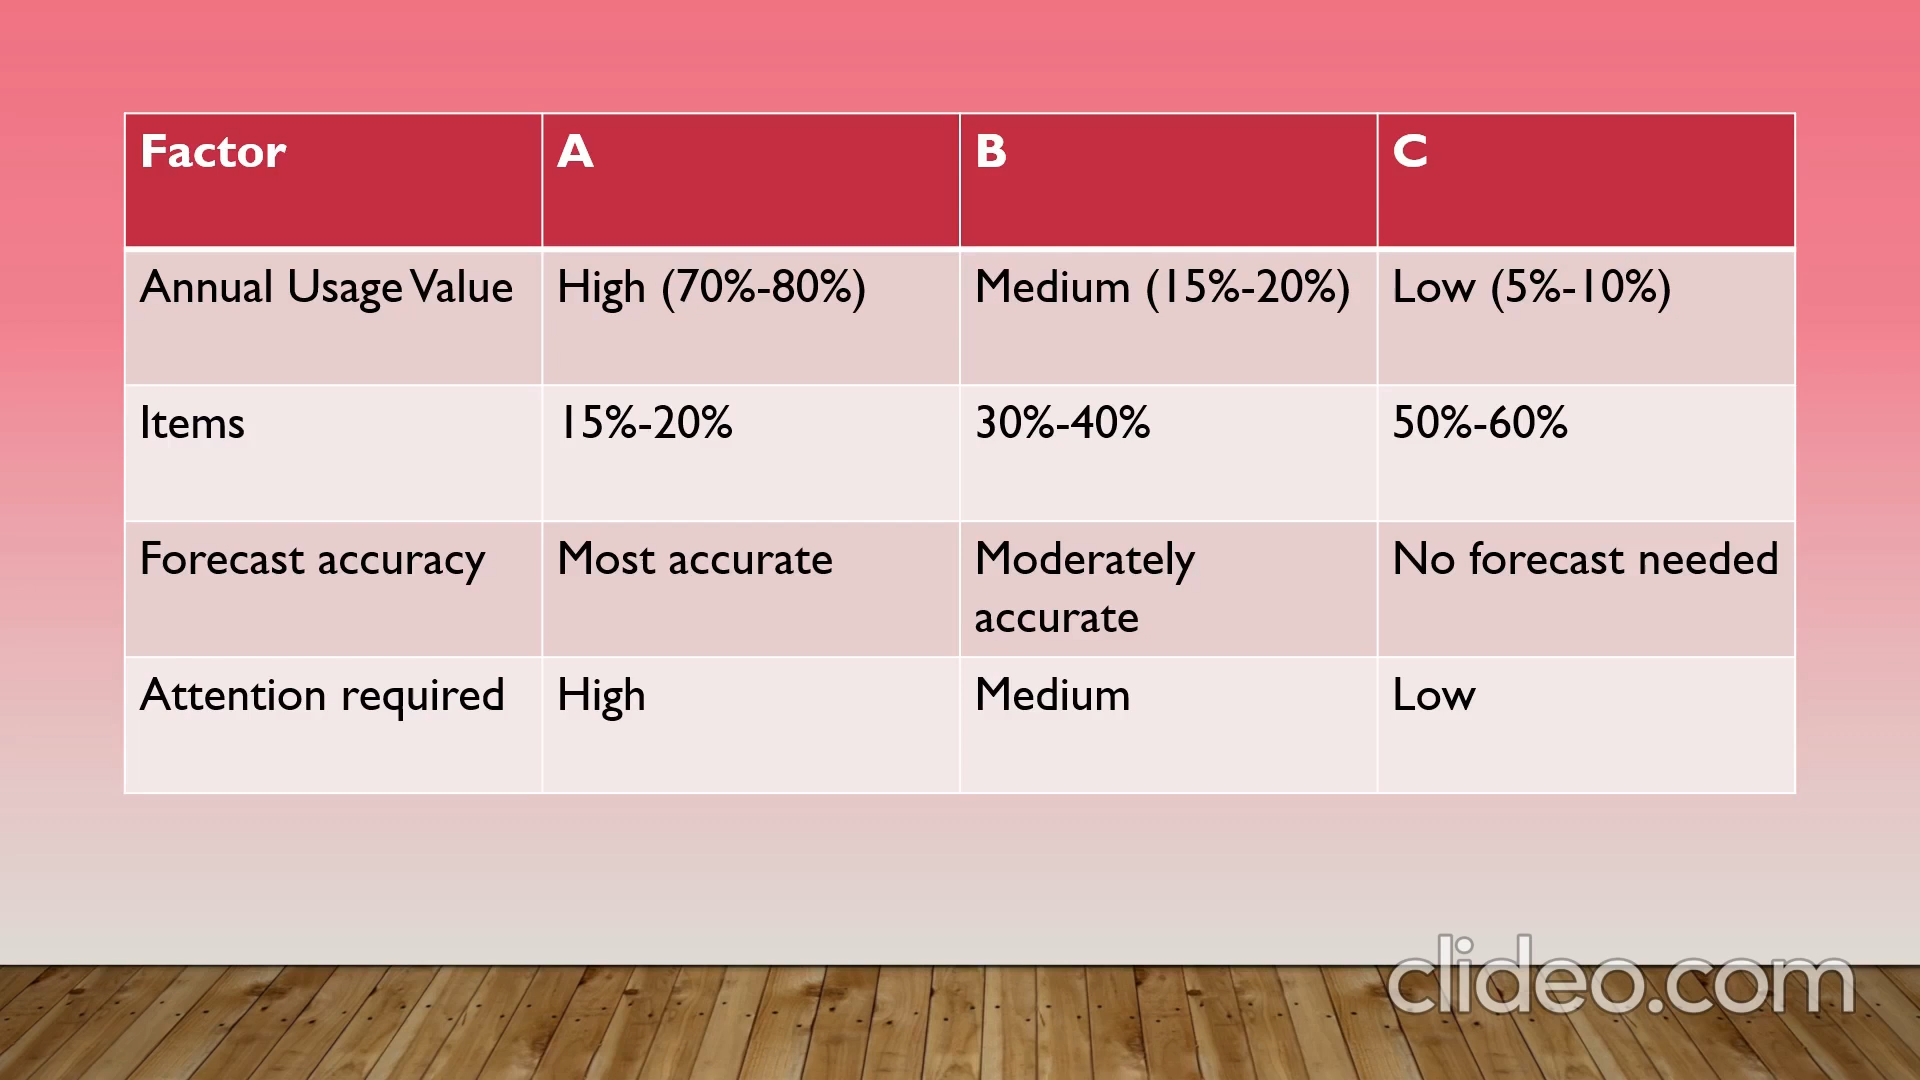 Factor A B C
Annual Usage Value High (70%-80%) Medium (15%-20%) Low (5%-10%)
Items 15%-20% 30%-40% 50%-60%
Forecast accuracy Most accurate Moderately accurate No forecast needed
Attention required High Medium Low
clideo.com